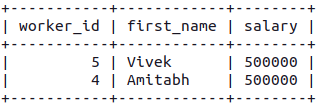 +-----------+------------+--------+
| worker_id | first_name | salary |
+-----------+------------+--------+
|         5 | Vivek      | 500000 |
|         4 | Amitabh    | 500000 |
+-----------+------------+--------+